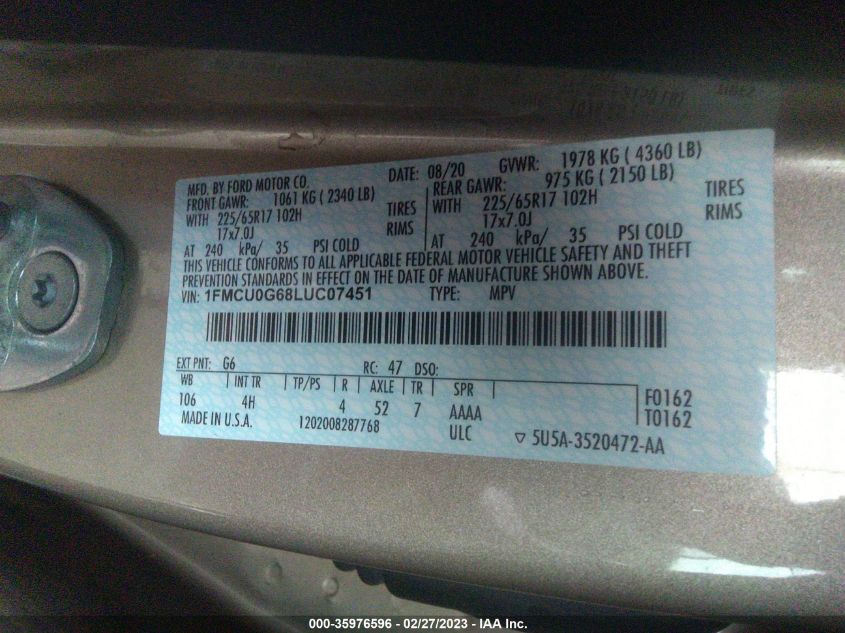 MFD. BY FORD MOTOR CO.
DATE: 08/20 GVWR: 1978 KG ( 4360 LB)
FRONT GAWR: 1061 KG ( 2340 LB)
WITH 225/65R17 102H TIRES
17x7.0J RIMS
AT 240 kPa/ 35 PSI COLD
REAR GAWR: 975 KG ( 2150 LB)
WITH 225/65R17 102H TIRES
17x7.0J RIMS
AT 240 kPa/ 35 PSI COLD
THIS VEHICLE CONFORMS TO ALL APPLICABLE FEDERAL MOTOR VEHICLE SAFETY AND THEFT
PREVENTION STANDARDS IN EFFECT ON THE DATE OF MANUFACTURE SHOWN ABOVE.
VIN: 1FMCU0G68LUC07451 TYPE: MPV
EXT PNT: G6 RC: 47 DSO:
WB INT TR TP/PS R AXLE TR SPR
106 4H 4 52 7 AAAA F0162
T0162
MADE IN U.S.A. 1202008287768 ULC ▽ 5U5A-3520472-AA
000-35976596 - 02/27/2023 - IAA Inc.